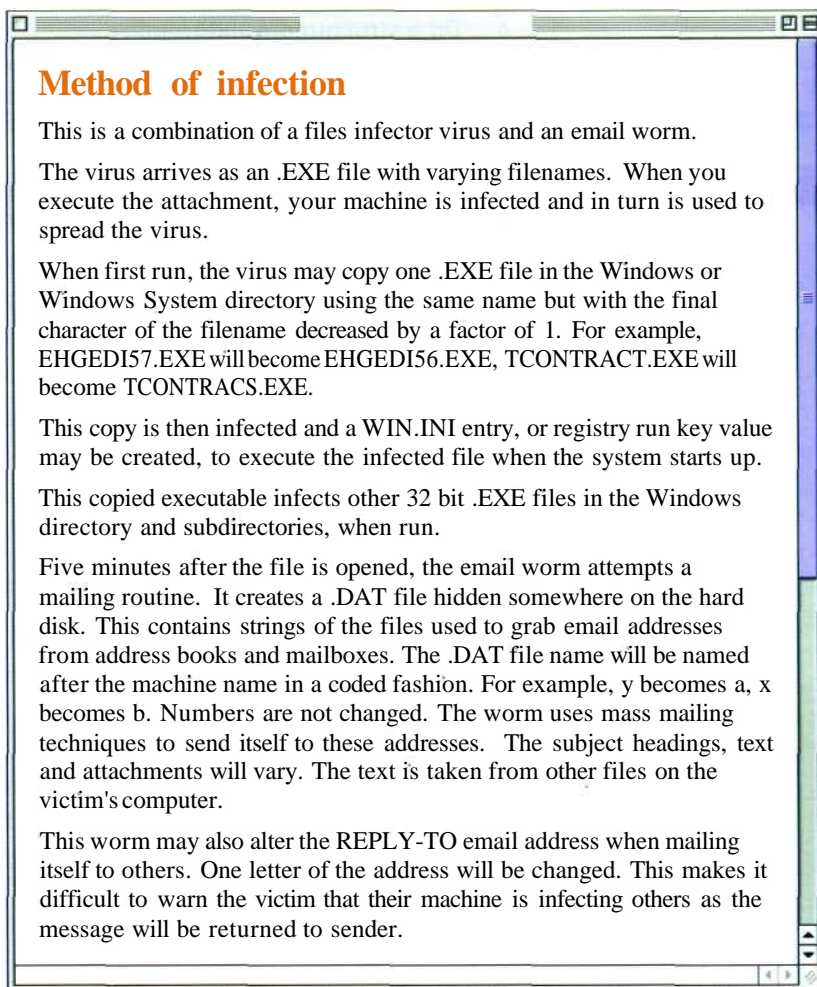 Method of infection
This is a combination of a files infector virus and an email worm.
The virus arrives as an .EXE file with varying filenames. When you
execute the attachment, your machine is infected and in turn is used to
spread the virus.
When first run, the virus may copy one .EXE file in the Windows or
Windows System directory using the same name but with the final
character of the filename decreased by a factor of 1. For example,
EHGEDI57.EXE will become EHGEDI56.EXE, TCONTRACT.EXE will
become TCONTRACS.EXE.
This copy is then infected and a WIN.INI entry, or registry run key value
may be created, to execute the infected file when the system starts up.
This copied executable infects other 32 bit .EXE files in the Windows
directory and subdirectories, when run.
Five minutes after the file is opened, the email worm attempts a
mailing routine. It creates a .DAT file hidden somewhere on the hard
disk. This contains strings of the files used to grab email addresses
from address books and mailboxes. The .DAT file name will be named
after the machine name in a coded fashion. For example, y becomes a, x
becomes b. Numbers are not changed. The worm uses mass mailing
techniques to send itself to these addresses. The subject headings, text
and attachments will vary. The text is taken from other files on the
victim's computer.
This worm may also alter the REPLY-TO email address when mailing
itself to others. One letter of the address will be changed. This makes it
difficult to warn the victim that their machine is infecting others as the
message will be returned to sender.